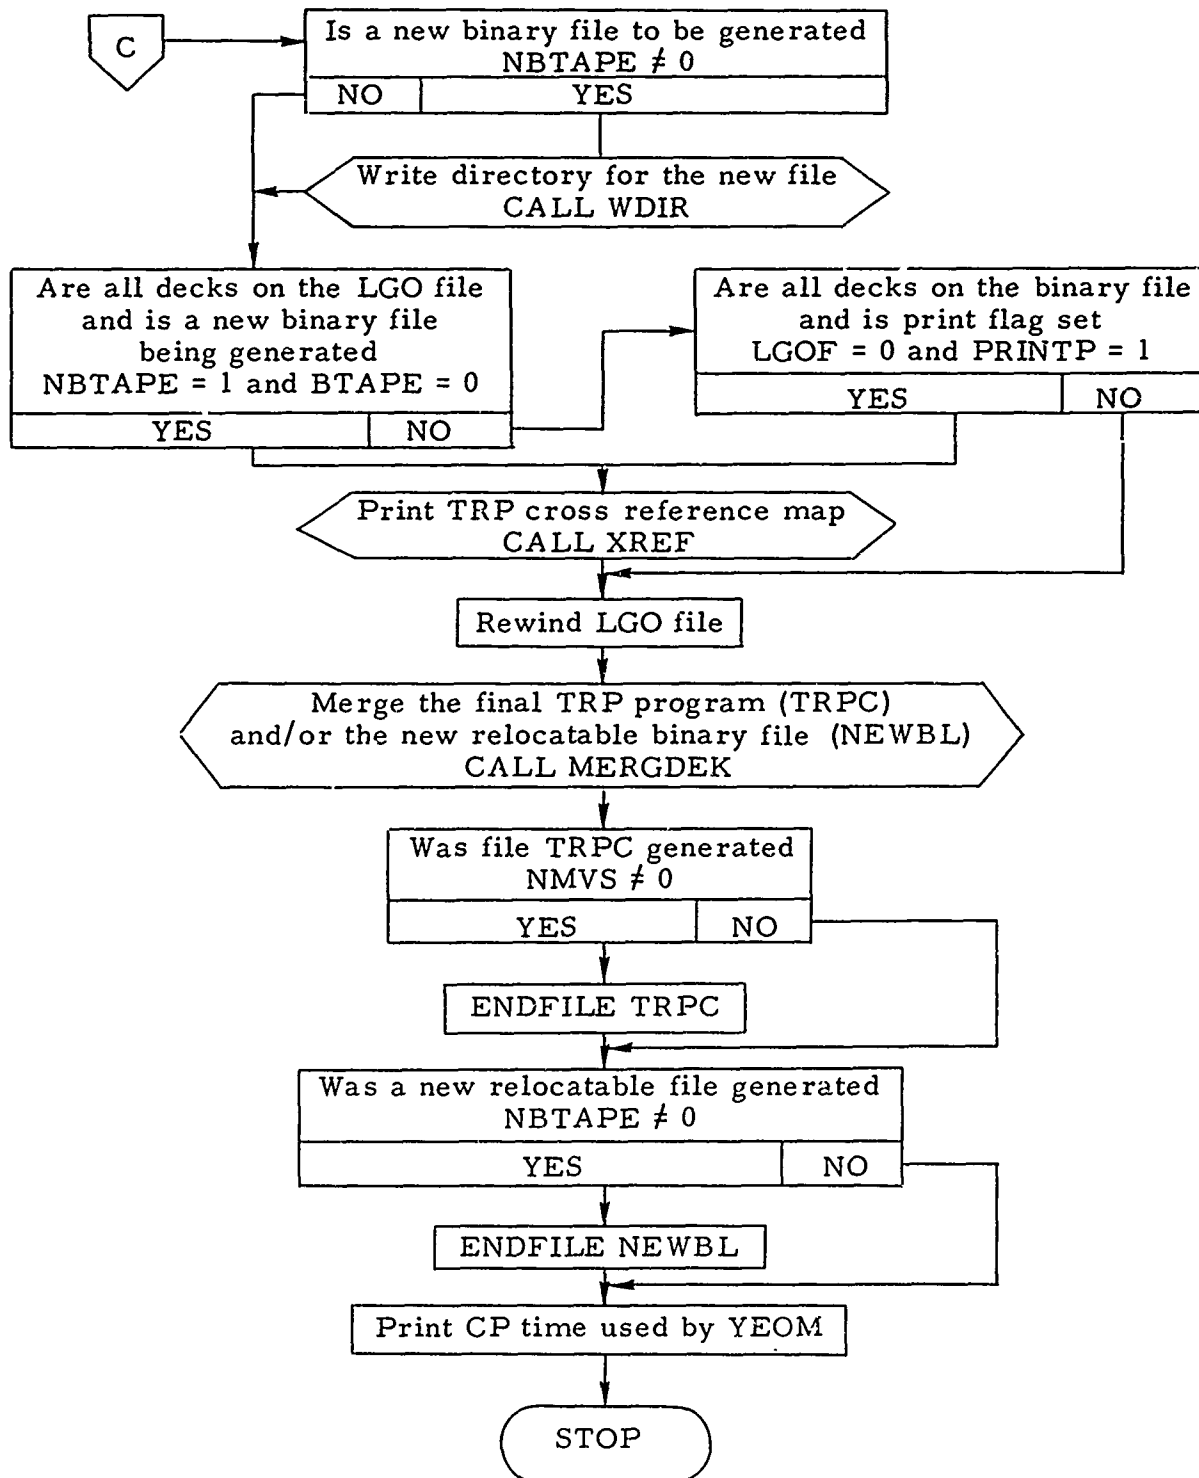 C
Is a new binary file to be generated
NBTAPE ≠ 0
NO YES
Write directory for the new file
CALL WDIR
Are all decks on the LGO file
and is a new binary file
being generated
NBTAPE = 1 and BTAPE = 0
YES NO
Are all decks on the binary file
and is print flag set
LGOF = 0 and PRINTP = 1
YES NO
Print TRP cross reference map
CALL XREF
Rewind LGO file
Merge the final TRP program (TRPC)
and/or the new relocatable binary file (NEWBL)
CALL MERGDEK
Was file TRPC generated
NMVS ≠ 0
YES NO
ENDFILE TRPC
Was a new relocatable file generated
NBTAPE ≠ 0
YES NO
ENDFILE NEWBL
Print CP time used by YEOM
STOP